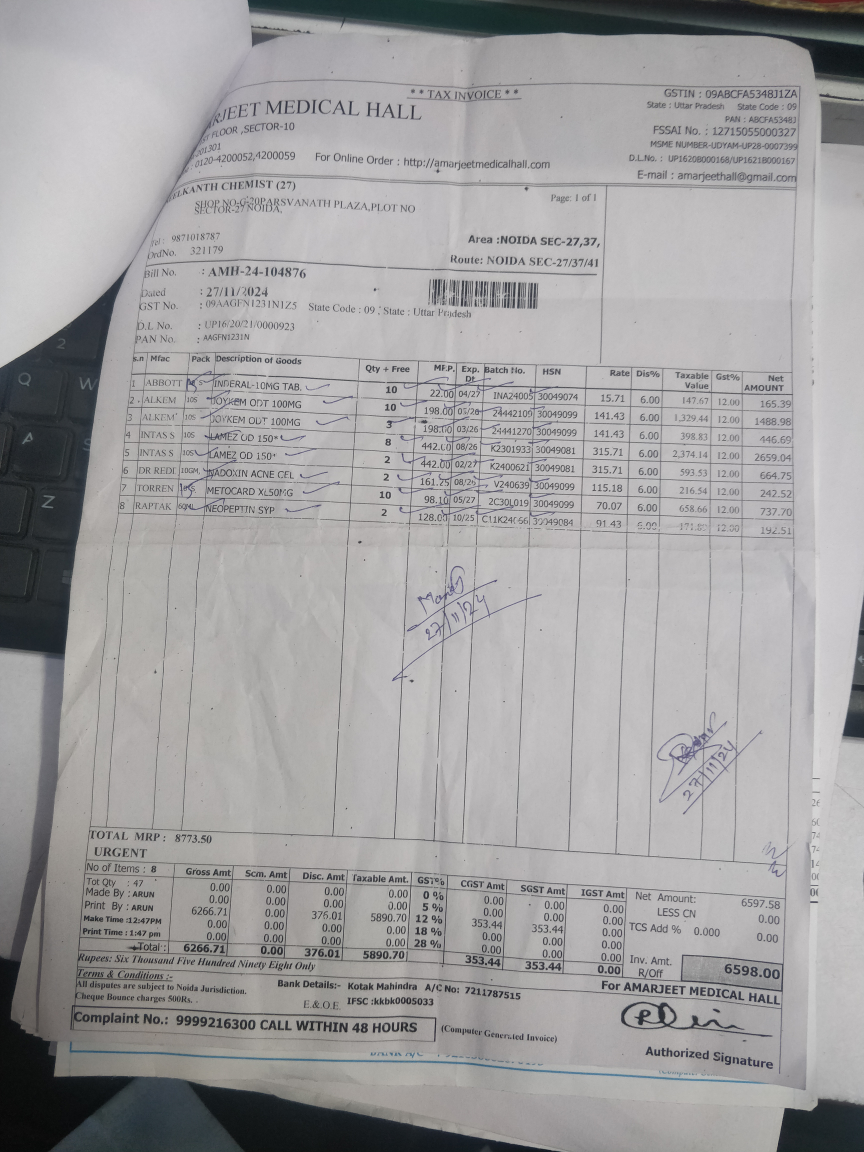 ** TAX INVOICE **
ARJEET MEDICAL HALL
FLOOR ,SECTOR-10
201301
: 0120-4200052,4200059 For Online Order : http://amarjeetmedicalhall.com
GSTIN : 09ABCFA5348J1ZA
State : Uttar Pradesh State Code : 09
PAN : ABCFA5348J
FSSAI No. : 12715055000327
MSME NUMBER-UDYAM-UP28-0007399
D.L.No. : UP1620B000168/UP1621B000167
E-mail : amarjeethall@gmail.com
ELKANTH CHEMIST (27)
Page: 1 of 1
SHOP NO-G-20PARSVANATH PLAZA,PLOT NO
SECTOR-27 NOIDA,
Tel : 9871018787
OrdNo. 321179
Area :NOIDA SEC-27,37,
Route: NOIDA SEC-27/37/41
Bill No. : AMH-24-104876
Dated : 27/11/2024
GST No. : 09AAGFN1231N1Z5 State Code : 09 : State : Uttar Pradesh
D.L No. : UP16/20/21/0000923
PAN No. : AAGFN1231N
s.n Mfac Pack Description of Goods Qty + Free M.R.P. Exp. Dt Batch No. HSN Rate Dis% Taxable Value Gst% Net AMOUNT
1 ABBOTT INDERAL-10MG TAB. 10 22.00 04/27 INA24005 30049074 15.71 6.00 147.67 12.00 165.39
2 ALKEM 10S JOYKEM ODT 100MG 10 198.00 05/26 24442109 30049099 141.43 6.00 1,329.44 12.00 1488.98
3 ALKEM 10S JOYKEM ODT 100MG 3 198.00 03/26 24441270 30049099 141.43 6.00 398.83 12.00 446.69
4 INTAS S 10S LAMEZ OD 150* 8 442.00 08/26 K2301933 30049081 315.71 6.00 2,374.14 12.00 2659.04
5 INTAS S 10S LAMEZ OD 150* 2 442.00 02/27 K2400621 30049081 315.71 6.00 593.53 12.00 664.75
6 DR REDI 10GM. NADOXIN ACNE GEL 2 161.25 08/26 V240639 30049099 115.18 6.00 216.54 12.00 242.52
7 TORREN METOCARD XL50MG 10 98.10 05/27 2C30L019 30049099 70.07 6.00 658.66 12.00 737.70
8 RAPTAK 60ML NEOPEPTIN SYP 2 128.00 10/25 30049084 91.43 6.00 12.00 192.51
27/11/24
27/11/24
TOTAL MRP : 8773.50
URGENT
No of Items : 8
Tot Qty : 47
Made By : ARUN
Print By : ARUN
Make Time :12:47PM
Print Time : 1:47 pm
Gross Amt Scm. Amt Disc. Amt Taxable Amt. GST% CGST Amt SGST Amt IGST Amt
0.00 0.00 0.00 0.00 0 % 0.00 0.00 0.00
0.00 0.00 0.00 0.00 5 % 0.00 0.00 0.00
6266.71 0.00 376.01 5890.70 12 % 353.44 353.44 0.00
0.00 0.00 0.00 0.00 18 % 0.00 0.00 0.00
0.00 0.00 0.00 0.00 28 % 0.00 0.00 0.00
Total : 6266.71 0.00 376.01 5890.70 353.44 353.44 0.00
Net Amount: 6597.58
LESS CN 0.00
TCS Add % 0.000 0.00
Inv. Amt. R/Off 6598.00
Rupees: Six Thousand Five Hundred Ninety Eight Only
Terms & Conditions :-
All disputes are subject to Noida Jurisdiction.
Cheque Bounce charges 500Rs.
E.& O.E.
Bank Details:- Kotak Mahindra A/C No: 7211787515
IFSC :kkbk0005033
For AMARJEET MEDICAL HALL
Complaint No.: 9999216300 CALL WITHIN 48 HOURS
(Computer Generated Invoice)
Authorized Signature